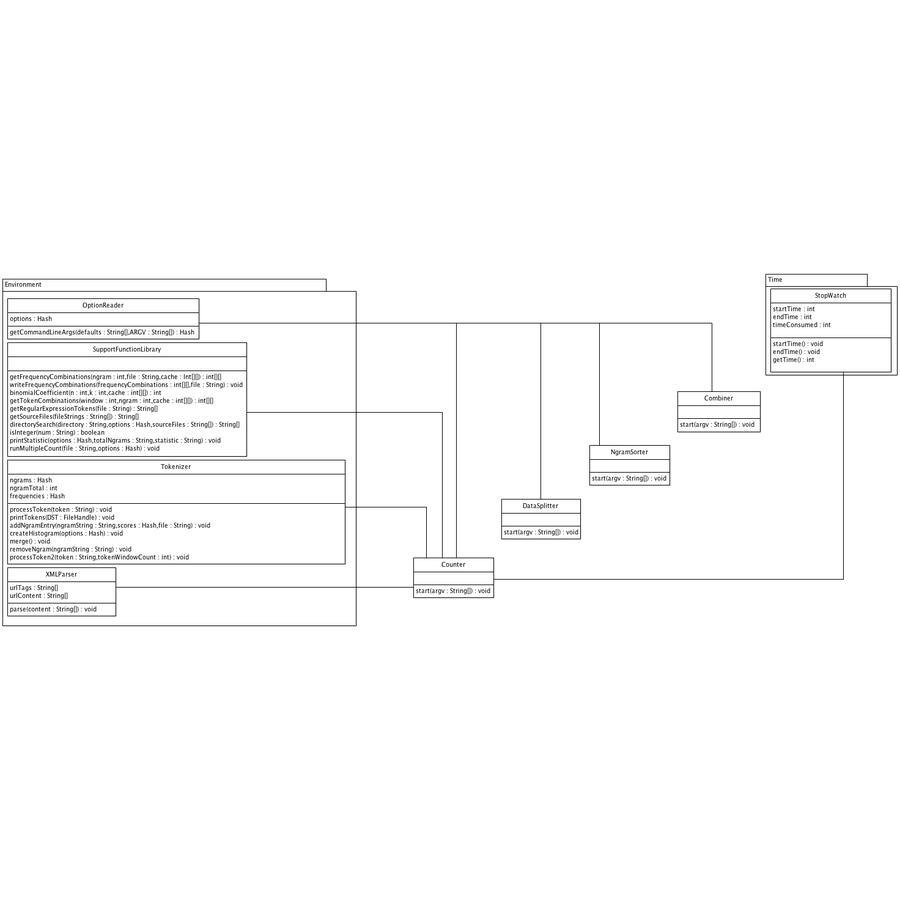 Environment
OptionReader
options : Hash
getCommandLineArgs(defaults : String[],ARGV : String[]) : Hash
SupportFunctionLibrary
getFrequencyCombinations(ngram : int,file : String,cache : Int[][]) : int[][]
writeFrequencyCombinations(frequencyCombinations : int[][],file : String) : void
binomialCoefficient(n : int,k : int,cache : int[][]) : int
getTokenCombinations(window : int,ngram : int,cache : int[][]) : int[][]
getRegularExpressionTokens(file : String) : String[]
getSourceFiles(fileStrings : String[]) : String[]
directorySearch(directory : String,options : Hash,sourceFiles : String[]) : String[]
isInteger(num : String) : boolean
printStatistic(options : Hash,totalNgrams : String,statistic : String) : void
runMultipleCount(file : String,options : Hash) : void
Tokenizer
ngrams : Hash
ngramTotal : int
frequencies : Hash
processToken(token : String) : void
printTokens(DST : FileHandle) : void
addNgramEntry(ngramString : String,scores : Hash,file : String) : void
createHistogram(options : Hash) : void
merge() : void
removeNgram(ngramString : String) : void
processToken2(token : String,tokenWindowCount : int) : void
XMLParser
urlTags : String[]
urlContent : String[]
parse(content : String[]) : void
Counter
start(argv : String[]) : void
DataSplitter
start(argv : String[]) : void
NgramSorter
start(argv : String[]) : void
Combiner
start(argv : String[]) : void
Time
StopWatch
startTime : int
endTime : int
timeConsumed : int
startTime() : void
endTime() : void
getTime() : int